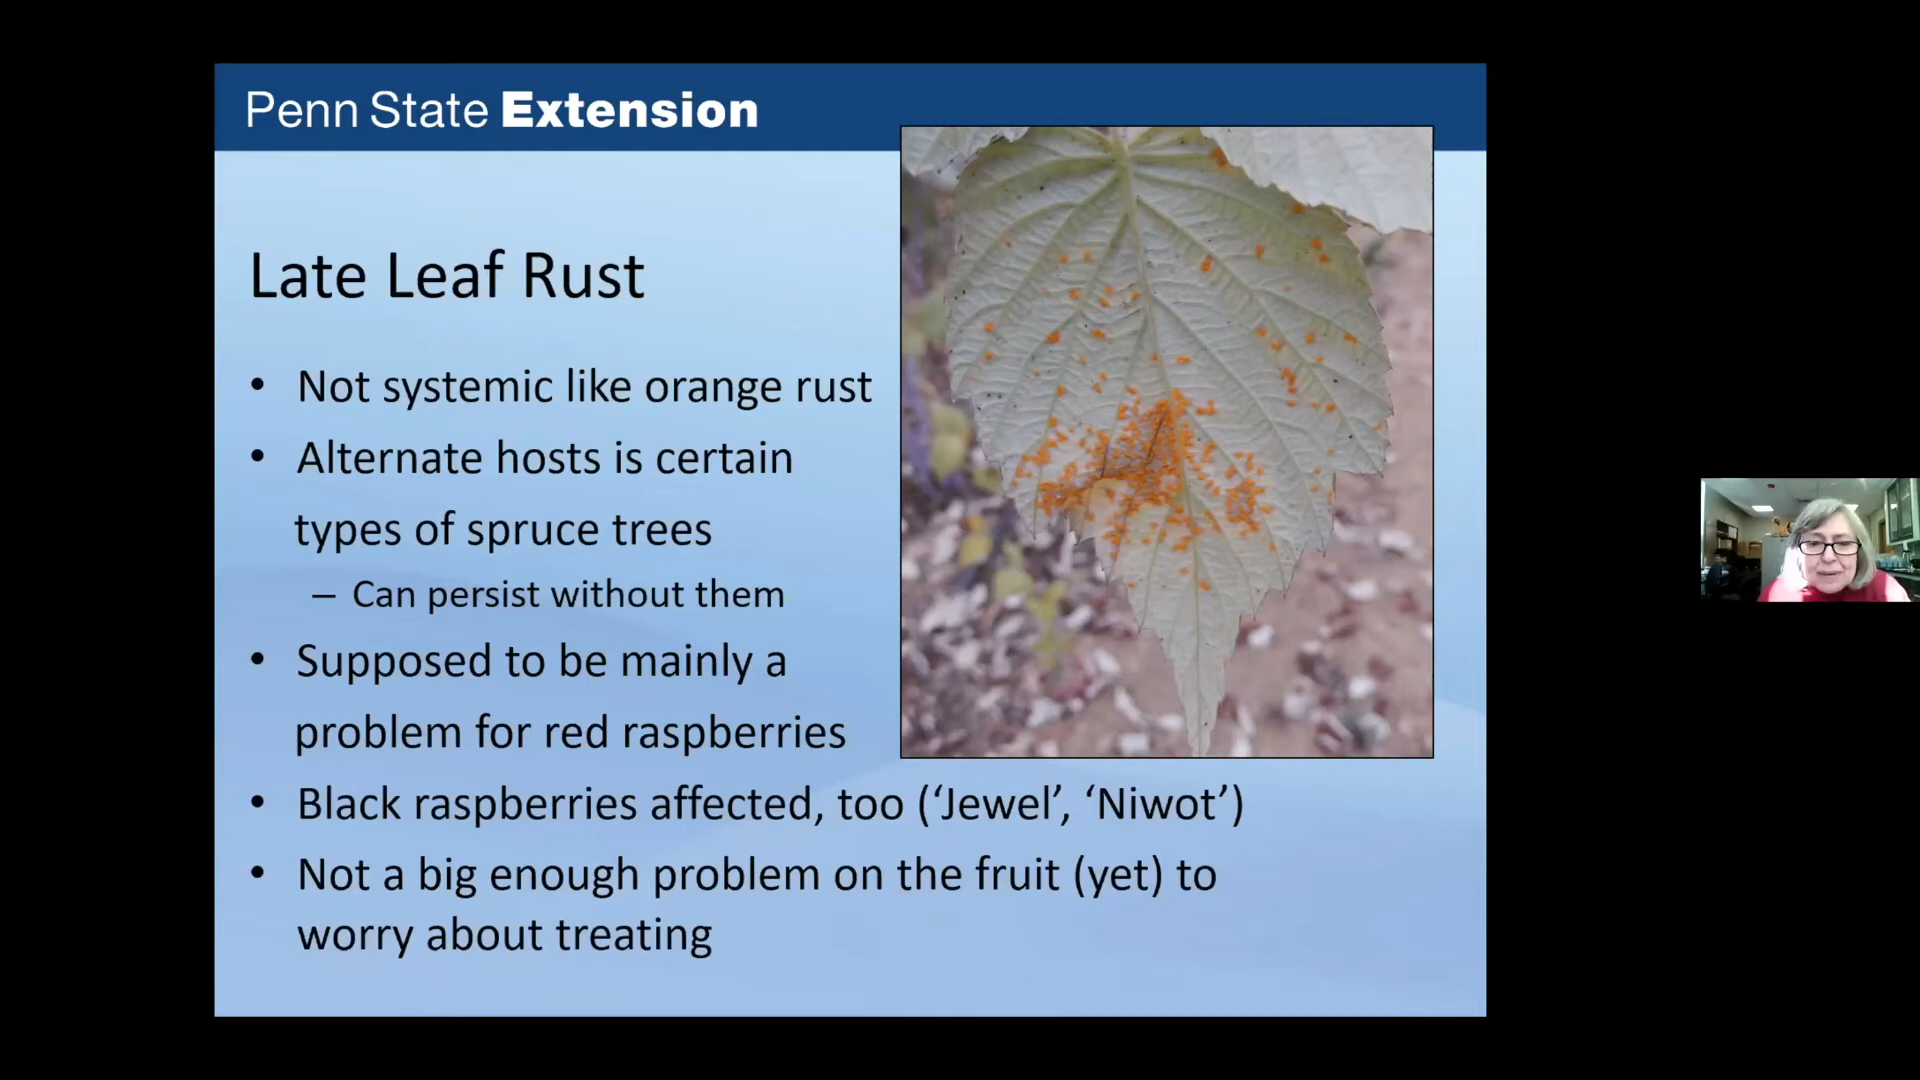 Penn State Extension
Late Leaf Rust
• Not systemic like orange rust
• Alternate hosts is certain
types of spruce trees
– Can persist without them
• Supposed to be mainly a
problem for red raspberries
• Black raspberries affected, too (‘Jewel’, ‘Niwot’)
• Not a big enough problem on the fruit (yet) to
worry about treating